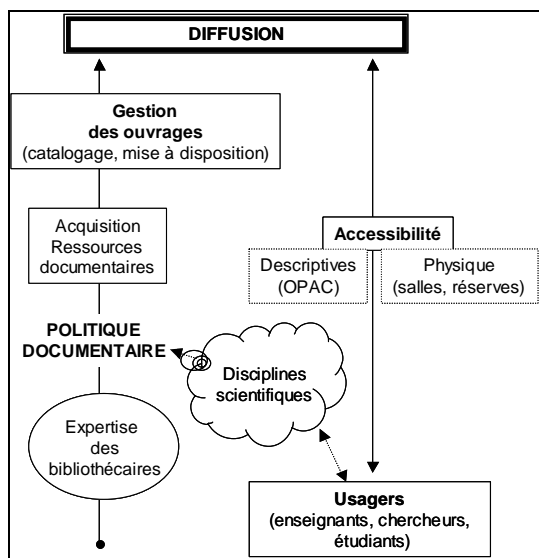 DIFFUSION
Gestion
des ouvrages
(catalogage, mise à disposition)
Acquisition
Ressources
documentaires
Accessibilité
Descriptives
(OPAC)
Physique
(salles, réserves)
POLITIQUE
DOCUMENTAIRE
Disciplines
scientifiques
Expertise
des
bibliothécaires
Usagers
(enseignants, chercheurs,
étudiants)